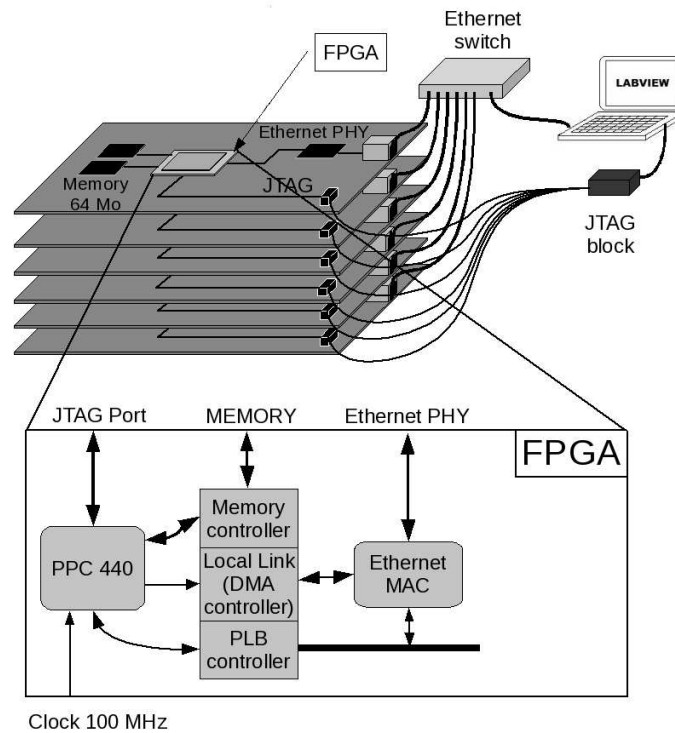 Ethernet
switch
FPGA
LABVIEW
Ethernet PHY
Memory
64 Mo
JTAG
JTAG
block
JTAG Port
MEMORY
Ethernet PHY
FPGA
Memory
controller
PPC 440
Local Link
(DMA
controller)
Ethernet
MAC
PLB
controller
Clock 100 MHz